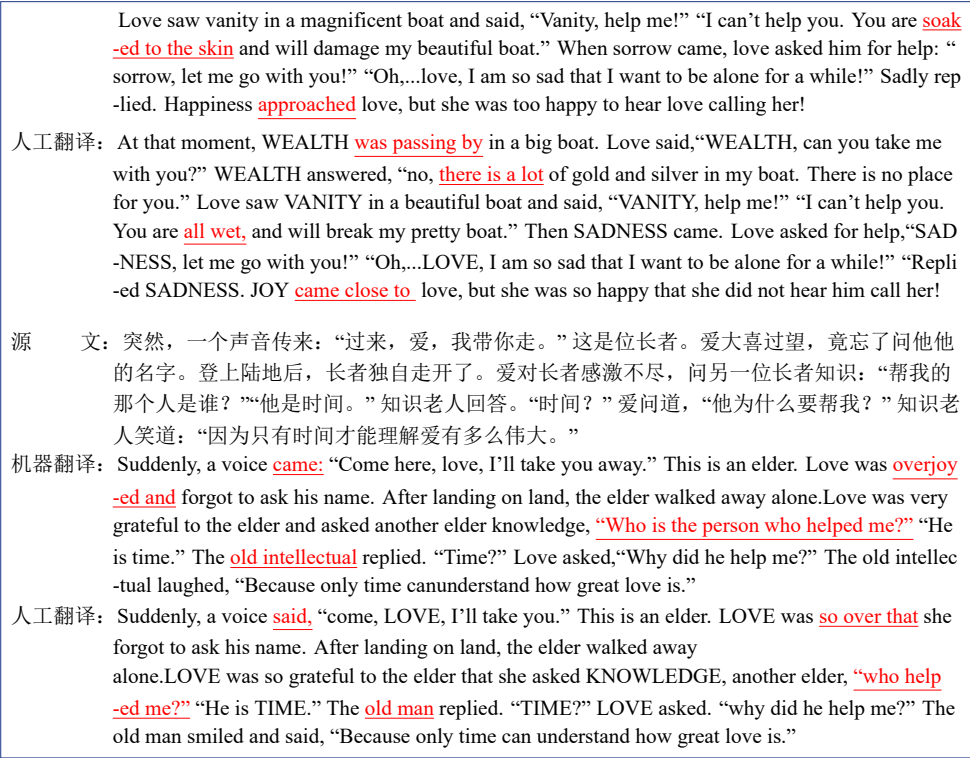 Love saw vanity in a magnificent boat and said, “Vanity, help me!” “I can’t help you. You are soak
-ed to the skin and will damage my beautiful boat.” When sorrow came, love asked him for help: “
sorrow, let me go with you!” “Oh,...love, I am so sad that I want to be alone for a while!” Sadly rep
-lied. Happiness approached love, but she was too happy to hear love calling her!
人工翻译：At that moment, WEALTH was passing by in a big boat. Love said,“WEALTH, can you take me
with you?” WEALTH answered, “no, there is a lot of gold and silver in my boat. There is no place
for you.” Love saw VANITY in a beautiful boat and said, “VANITY, help me!” “I can’t help you.
You are all wet, and will break my pretty boat.” Then SADNESS came. Love asked for help,“SAD
-NESS, let me go with you!” “Oh,...LOVE, I am so sad that I want to be alone for a while!” “Repli
-ed SADNESS. JOY came close to love, but she was so happy that she did not hear him call her!
源 文：突然，一个声音传来：“过来，爱，我带你走。” 这是位长者。爱大喜过望，竟忘了问他他
的名字。登上陆地后，长者独自走开了。爱对长者感激不尽，问另一位长者知识：“帮我的
那个人是谁？”“他是时间。” 知识老人回答。“时间？” 爱问道，“他为什么要帮我？” 知识老
人笑道：“因为只有时间才能理解爱有多么伟大。”
机器翻译：Suddenly, a voice came: “Come here, love, I’ll take you away.” This is an elder. Love was overjoy
-ed and forgot to ask his name. After landing on land, the elder walked away alone.Love was very
grateful to the elder and asked another elder knowledge, “Who is the person who helped me?” “He
is time.” The old intellectual replied. “Time?” Love asked,“Why did he help me?” The old intellec
-tual laughed, “Because only time canunderstand how great love is.”
人工翻译：Suddenly, a voice said, “come, LOVE, I’ll take you.” This is an elder. LOVE was so over that she
forgot to ask his name. After landing on land, the elder walked away
alone.LOVE was so grateful to the elder that she asked KNOWLEDGE, another elder, “who help
-ed me?” “He is TIME.” The old man replied. “TIME?” LOVE asked. “why did he help me?” The
old man smiled and said, “Because only time can understand how great love is.”